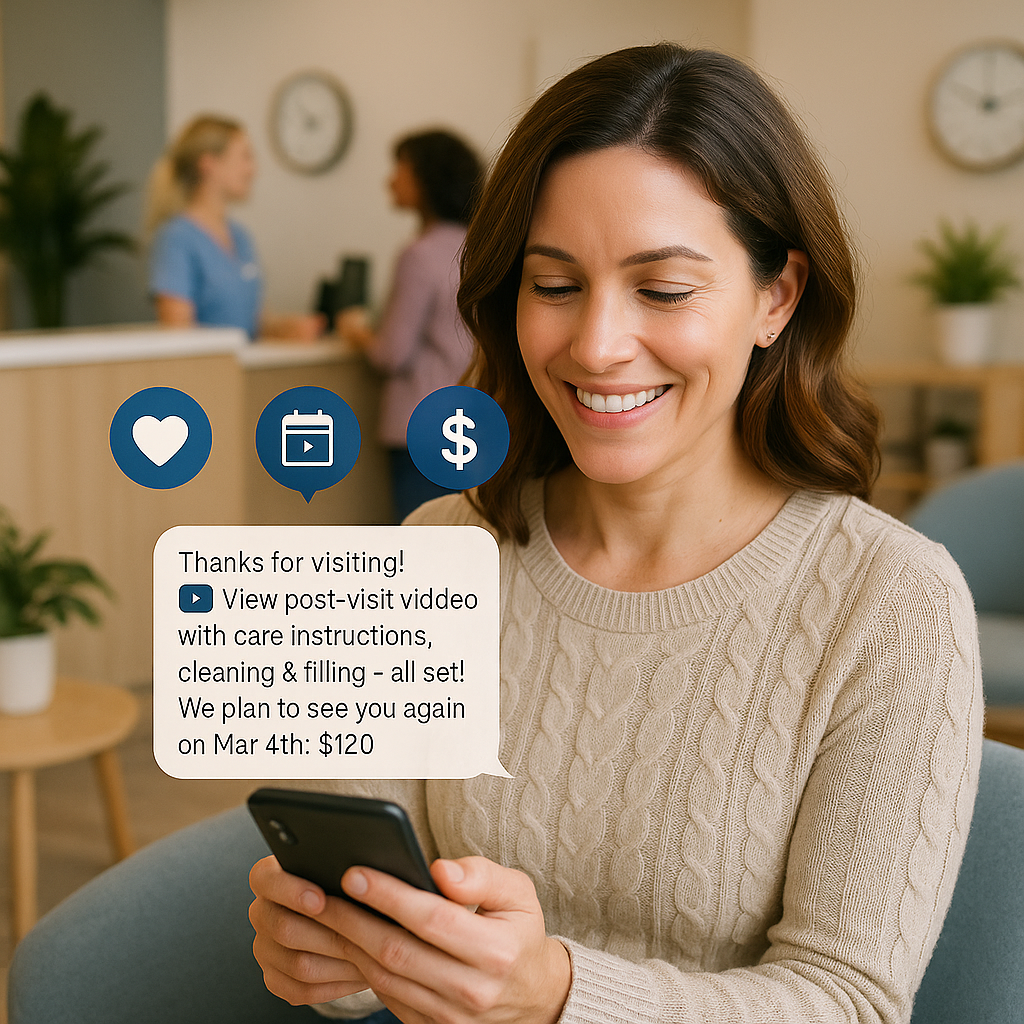 $
Thanks for visiting!
View post-visit viddeo
with care instructions,
cleaning & filling - all set!
We plan to see you again
on Mar 4th: $120